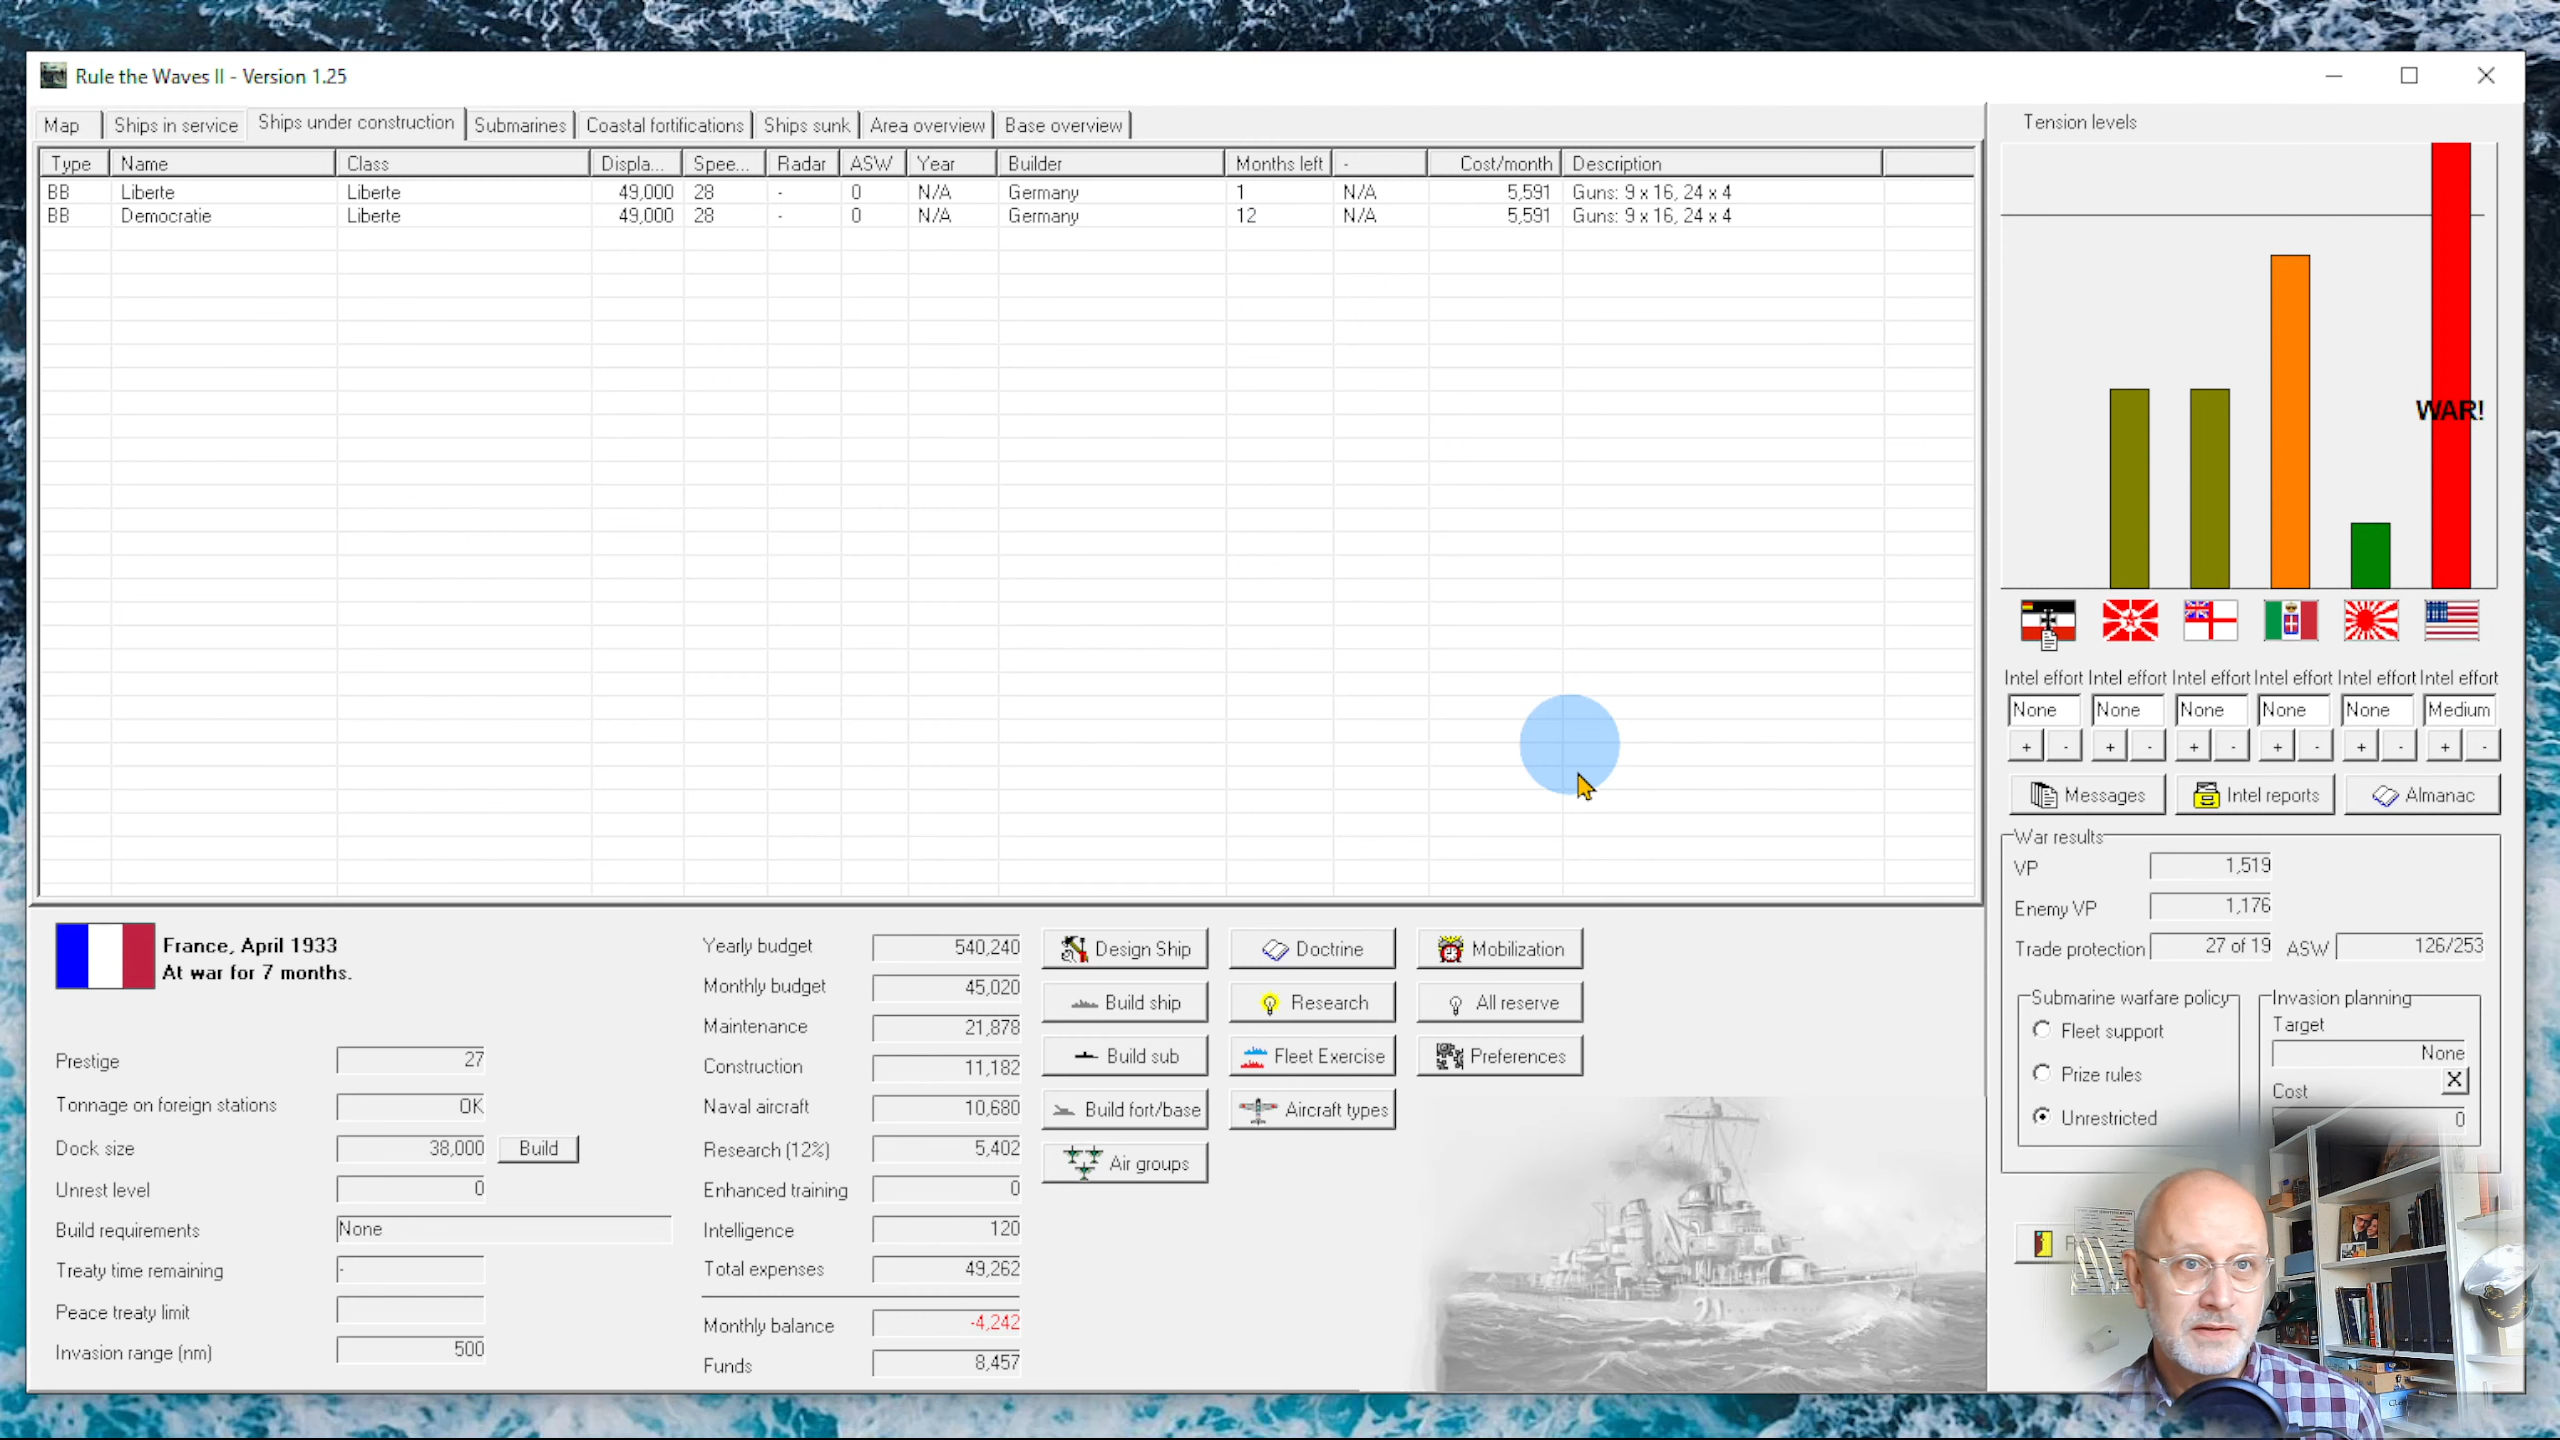 Rule the Waves II - Version 1.25
Map Ships in service Ships under construction Submarines Coastal fortifications Ships sunk Area overview Base overview
Type Name Class Displa... Spee... Radar ASW Year Builder Months left - Cost/month Description
BB Liberte Liberte 49,000 28 - 0 N/A Germany 1 N/A 5,591 Guns: 9 x 16, 24 x 4
BB Democratie Liberte 49,000 28 - 0 N/A Germany 12 N/A 5,591 Guns: 9 x 16, 24 x 4
Tension levels
WAR!
Intel effort Intel effort Intel effort Intel effort Intel effort Intel effort
None None None None None Medium
+ - + - + - + - + - + -
Messages Intel reports Almanac
War results
VP 1,519
Enemy VP 1,176
Trade protection 27 of 19 ASW 126/253
Submarine warfare policy
Fleet support
Prize rules
Unrestricted
Invasion planning
Target
None
X
Cost
0
France, April 1933
At war for 7 months.
Prestige 27
Tonnage on foreign stations OK
Dock size 38,000 Build
Unrest level 0
Build requirements None
Treaty time remaining -
Peace treaty limit
Invasion range (nm) 500
Yearly budget 540,240
Monthly budget 45,020
Maintenance 21,878
Construction 11,182
Naval aircraft 10,680
Research (12%) 5,402
Enhanced training 0
Intelligence 120
Total expenses 49,262
Monthly balance -4,242
Funds 8,457
Design Ship Doctrine Mobilization
Build ship Research All reserve
Build sub Fleet Exercise Preferences
Build fort/base Aircraft types
Air groups